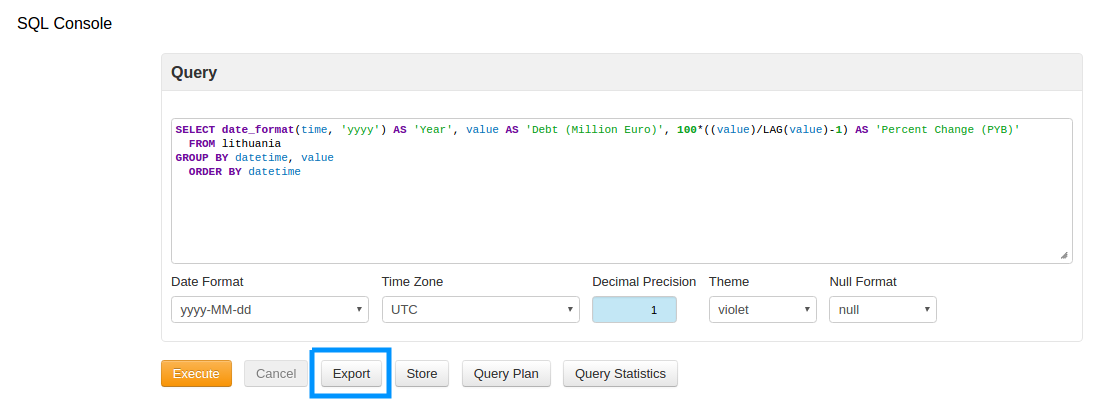 SQL Console
Query
SELECT date_format(time, 'yyyy') AS 'Year', value AS 'Debt (Million Euro)', 100*((value)/LAG(value)-1) AS 'Percent Change (PYB)'
FROM lithuania
GROUP BY datetime, value
ORDER BY datetime
Date Format Time Zone Decimal Precision Theme Null Format
yyyy-MM-dd UTC 1 violet null
Execute Cancel Export Store Query Plan Query Statistics